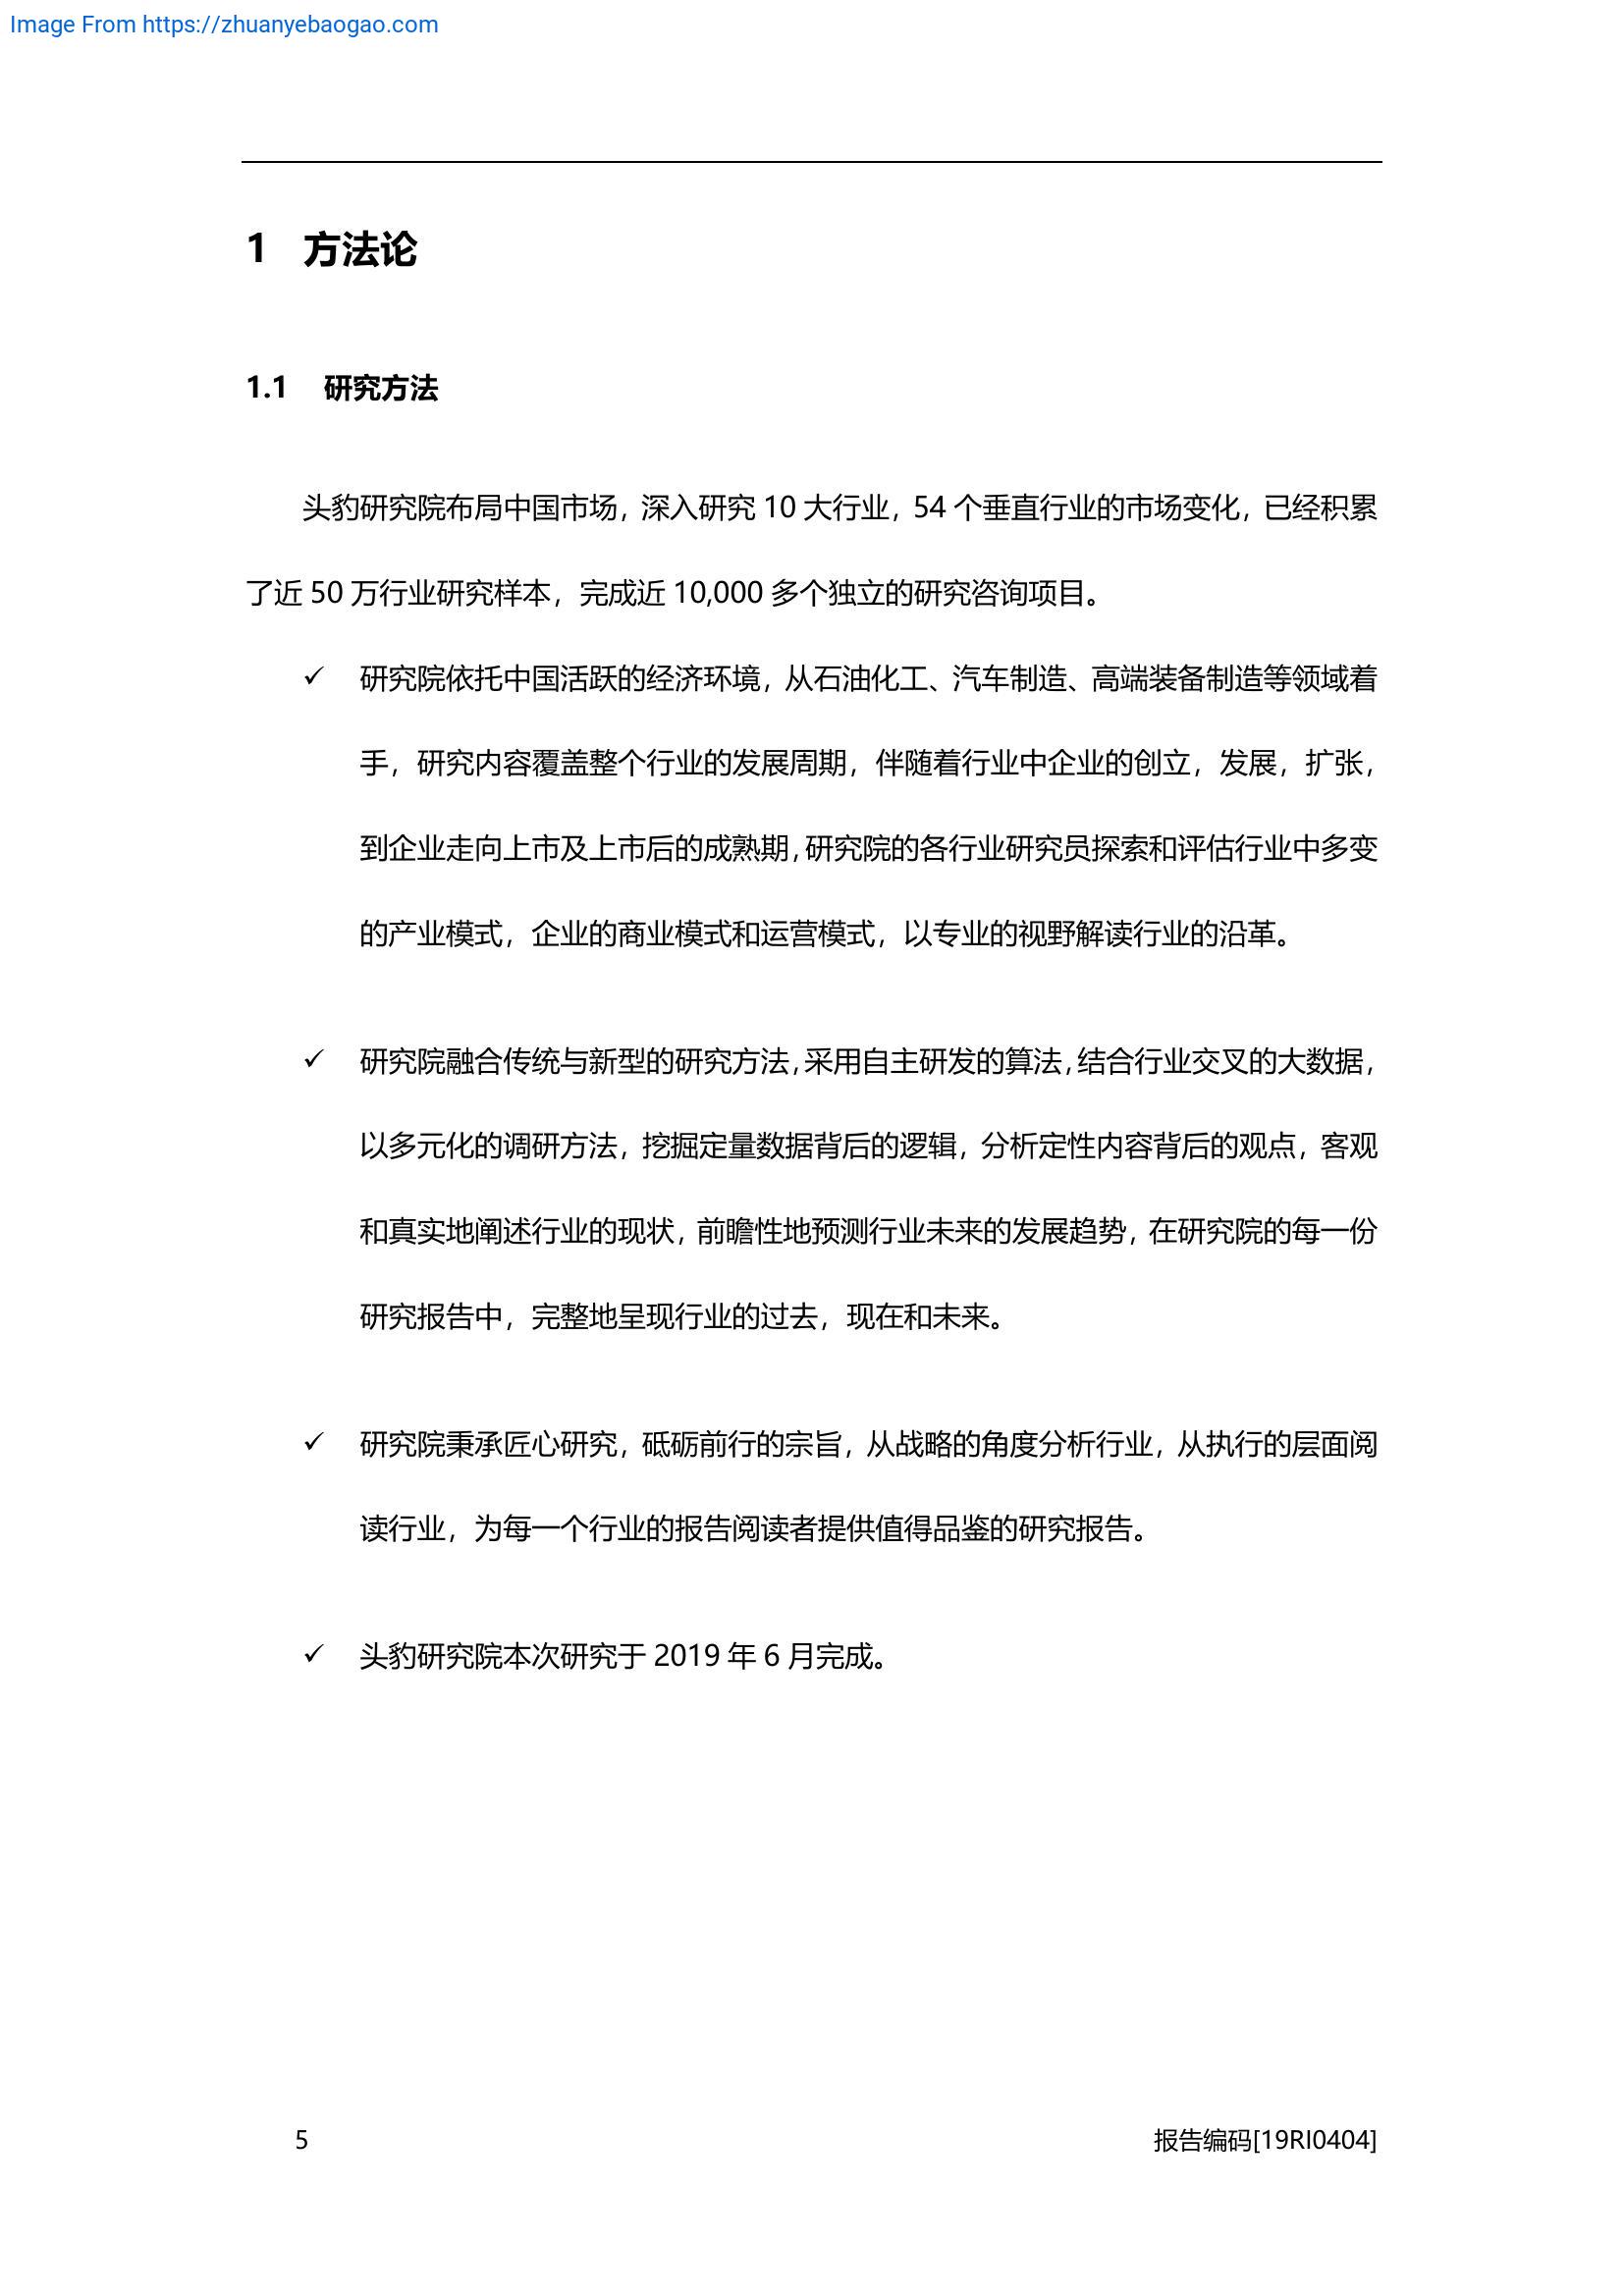 Image From https://zhuanyebaogao.com
1 方法论
1.1 研究方法
头豹研究院布局中国市场，深入研究 10 大行业，54 个垂直行业的市场变化，已经积累
了近 50 万行业研究样本，完成近 10,000 多个独立的研究咨询项目。
✓ 研究院依托中国活跃的经济环境，从石油化工、汽车制造、高端装备制造等领域着
手，研究内容覆盖整个行业的发展周期，伴随着行业中企业的创立，发展，扩张，
到企业走向上市及上市后的成熟期，研究院的各行业研究员探索和评估行业中多变
的产业模式，企业的商业模式和运营模式，以专业的视野解读行业的沿革。
✓ 研究院融合传统与新型的研究方法，采用自主研发的算法，结合行业交叉的大数据，
以多元化的调研方法，挖掘定量数据背后的逻辑，分析定性内容背后的观点，客观
和真实地阐述行业的现状，前瞻性地预测行业未来的发展趋势，在研究院的每一份
研究报告中，完整地呈现行业的过去，现在和未来。
✓ 研究院秉承匠心研究，砥砺前行的宗旨，从战略的角度分析行业，从执行的层面阅
读行业，为每一个行业的报告阅读者提供值得品鉴的研究报告。
✓ 头豹研究院本次研究于 2019 年 6 月完成。
5 报告编码[19RI0404]